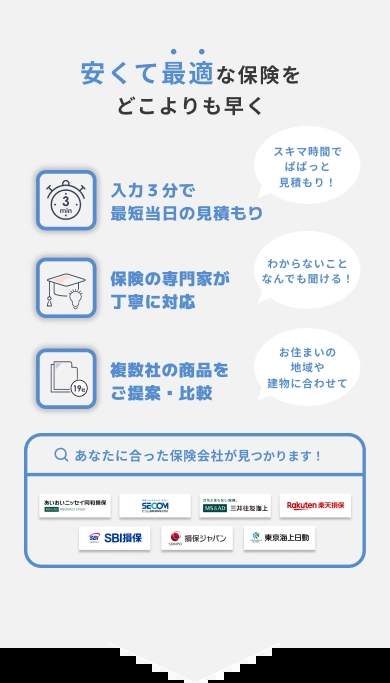 安くて最適な保険を
どこよりも早く
スキマ時間で
ぱぱっと
見積もり！
3
min
入力３分で
最短当日の見積もり
わからないこと
なんでも聞ける！
保険の専門家が
丁寧に対応
お住まいの
地域や
建物に合わせて
19社
複数社の商品を
ご提案・比較
あなたに合った保険会社が見つかります！
あいおいニッセイ同和損保
SECOM
MS&AD 三井住友海上
Rakuten 楽天損保
SBI SBI損保
SOMPO 損保ジャパン
東京海上日動